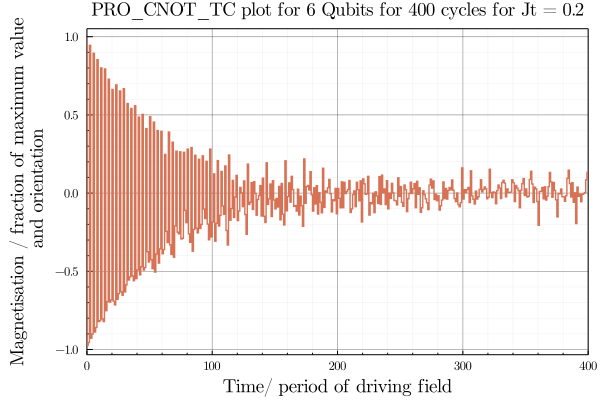 PRO_CNOT_TC plot for 6 Qubits for 400 cycles for Jt = 0.2
Magnetisation / fraction of maximum value
and orientation
1.0
0.5
0.0
−0.5
−1.0
0
100
200
300
400
Time/ period of driving field